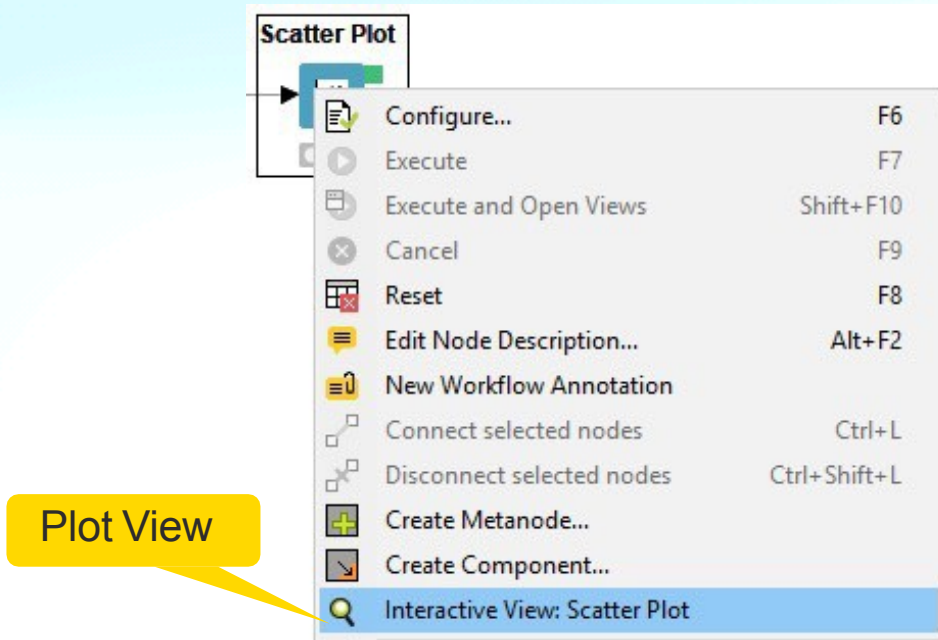 Scatter Plot
Configure... F6
Execute F7
Execute and Open Views Shift+F10
Cancel F9
Reset F8
Edit Node Description... Alt+F2
New Workflow Annotation
Connect selected nodes Ctrl+L
Disconnect selected nodes Ctrl+Shift+L
Create Metanode...
Create Component...
Interactive View: Scatter Plot
Plot View